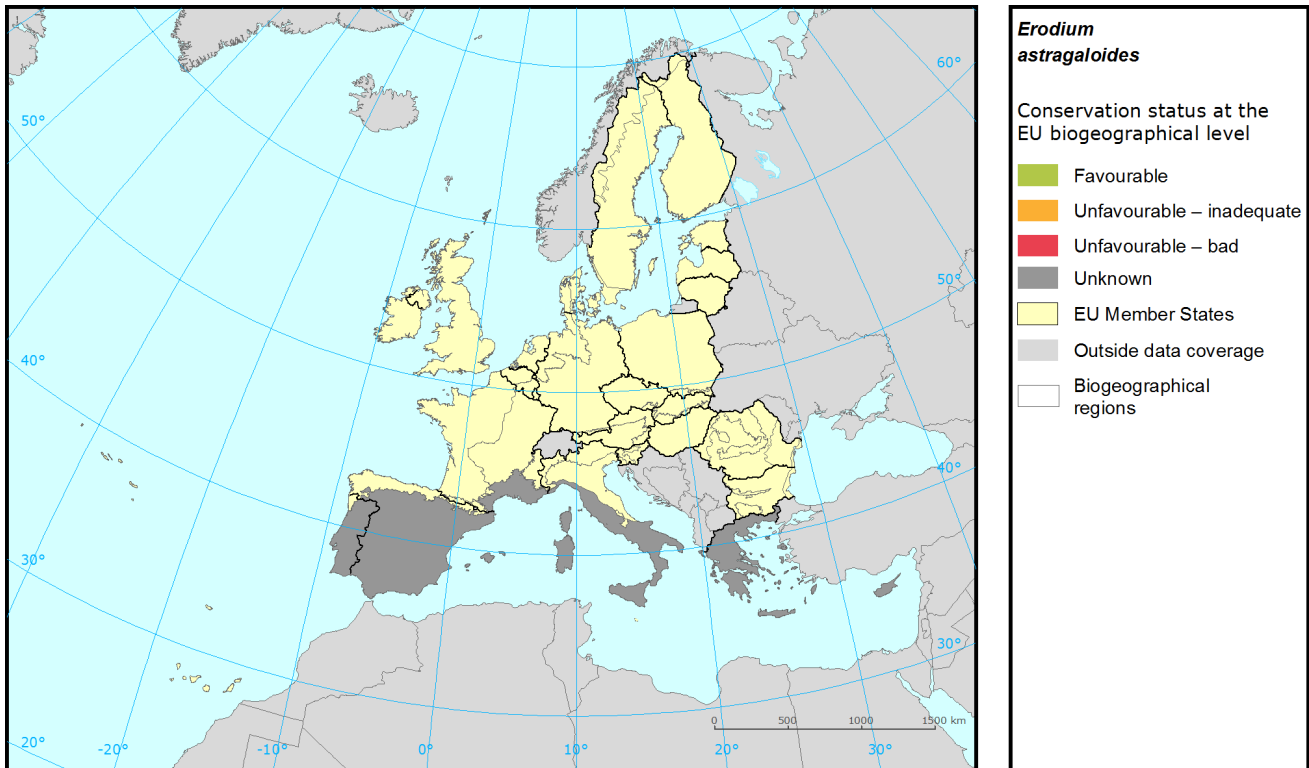 Erodium
astragaloides
Conservation status at the
EU biogeographical level
Favourable
Unfavourable – inadequate
Unfavourable – bad
Unknown
EU Member States
Outside data coverage
Biogeographical
regions
60°
50°
50°
40°
40°
30°
30°
0 500 1000 1500 km
20° -20° -10° 0° 10° 20° 30°